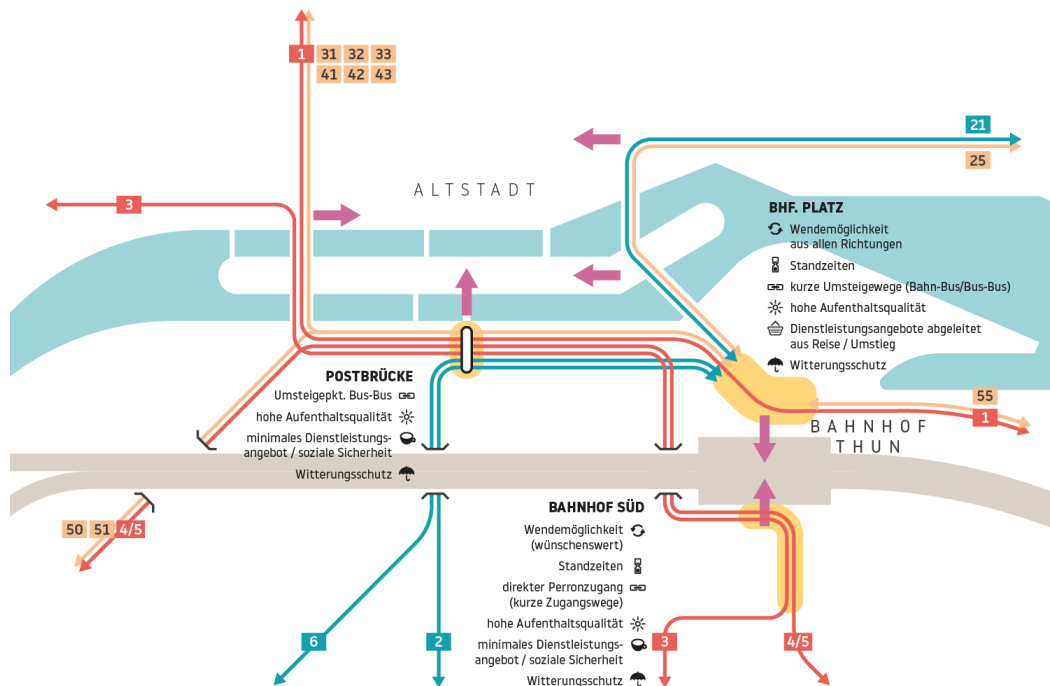 1 31 32 33
41 42 43
21
25
3
ALTSTADT
BHF. PLATZ
Wendemöglichkeit
aus allen Richtungen
Standzeiten
kurze Umsteigewege (Bahn-Bus/Bus-Bus)
hohe Aufenthaltsqualität
Dienstleistungsangebote abgeleitet
aus Reise / Umstieg
Witterungsschutz
POSTBRÜCKE
Umsteigepkt. Bus-Bus
hohe Aufenthaltsqualität
minimales Dienstleistungs-
angebot / soziale Sicherheit
Witterungsschutz
55
1
BAHNHOF
THUN
50 51 4/5
BAHNHOF SÜD
Wendemöglichkeit
(wünschenswert)
Standzeiten
direkter Perronzugang
(kurze Zugangswege)
hohe Aufenthaltsqualität
minimales Dienstleistungs-
angebot / soziale Sicherheit
Witterungsschutz
6
2
3
4/5